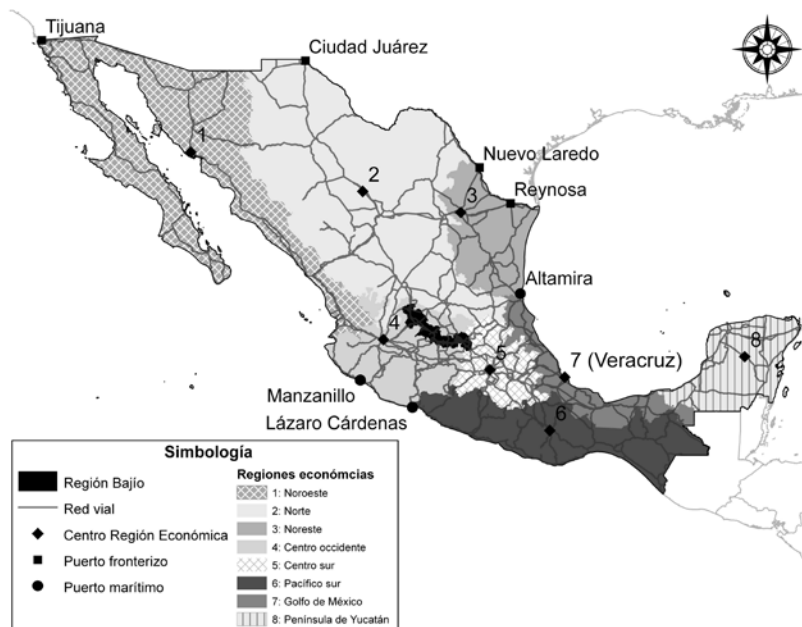 Tijuana
Ciudad Juárez
1
2
Nuevo Laredo
3
Reynosa
Altamira
4
5
7 (Veracruz)
8
Manzanillo
Lázaro Cárdenas
6
Simbología
Región Bajío
Red vial
Centro Región Económica
Puerto fronterizo
Puerto marítimo
Regiones económcias
1: Noroeste
2: Norte
3: Noreste
4: Centro occidente
5: Centro sur
6: Pacífico sur
7: Golfo de México
8: Península de Yucatán